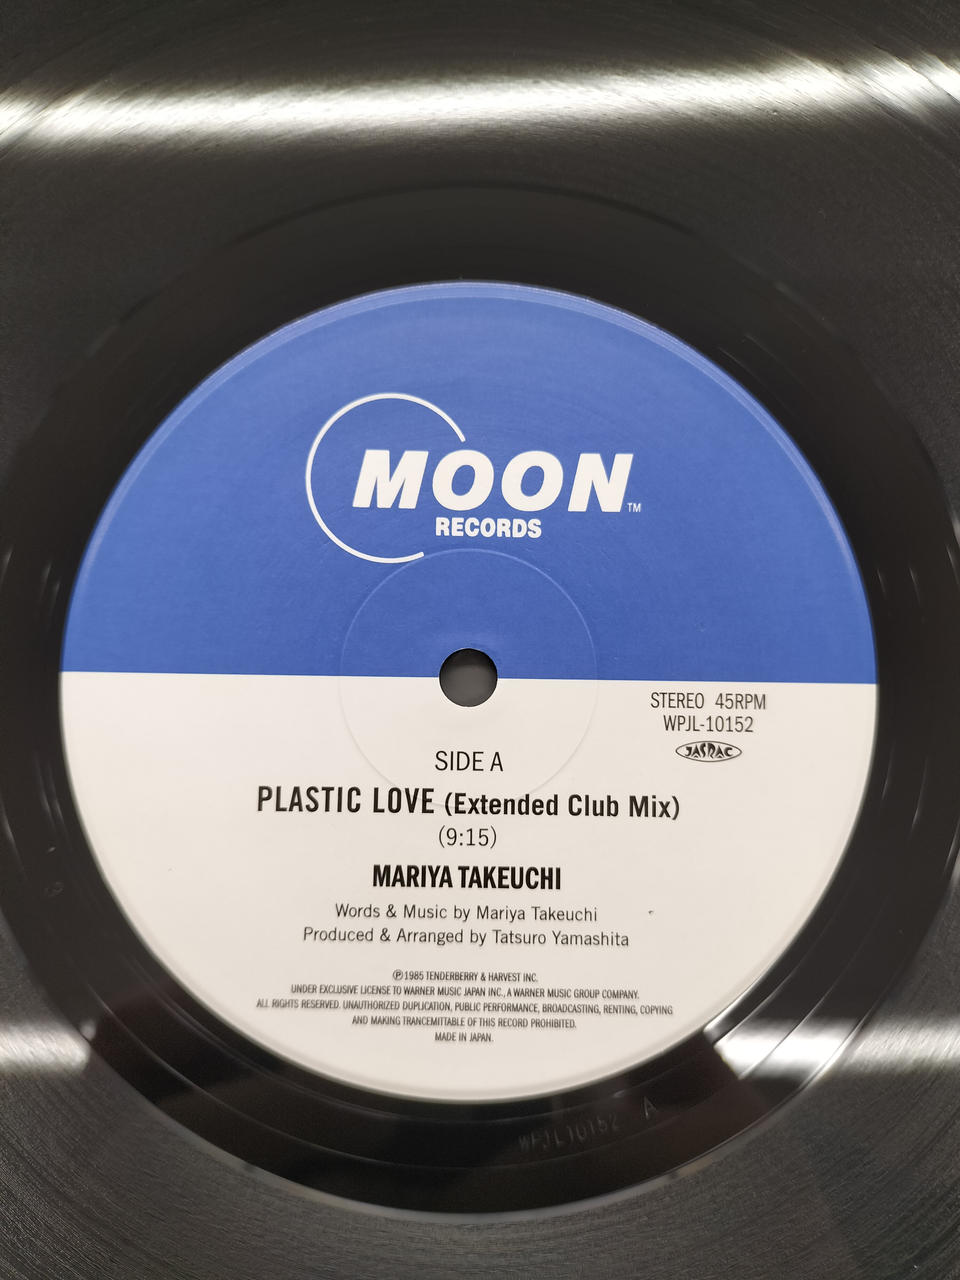 MOON™
RECORDS
STEREO 45RPM
WPJL-10152
JASRAC
SIDE A
PLASTIC LOVE (Extended Club Mix)
(9:15)
MARIYA TAKEUCHI
Words & Music by Mariya Takeuchi
Produced & Arranged by Tatsuro Yamashita
℗1985 TENDERBERRY & HARVEST INC.
UNDER EXCLUSIVE LICENSE TO WARNER MUSIC JAPAN INC., A WARNER MUSIC GROUP COMPANY.
ALL RIGHTS RESERVED. UNAUTHORIZED DUPLICATION, PUBLIC PERFORMANCE, BROADCASTING, RENTING, COPYING
AND MAKING TRANCEMITTABLE OF THIS RECORD PROHIBITED.
MADE IN JAPAN.
WPJL10152 A